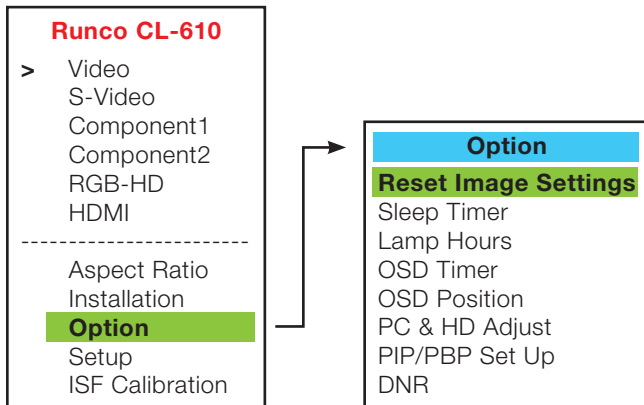 Runco CL-610
> Video
S-Video
Component1
Component2
RGB-HD
HDMI
------------------------
Aspect Ratio
Installation
Option
Setup
ISF Calibration
Option
Reset Image Settings
Sleep Timer
Lamp Hours
OSD Timer
OSD Position
PC & HD Adjust
PIP/PBP Set Up
DNR